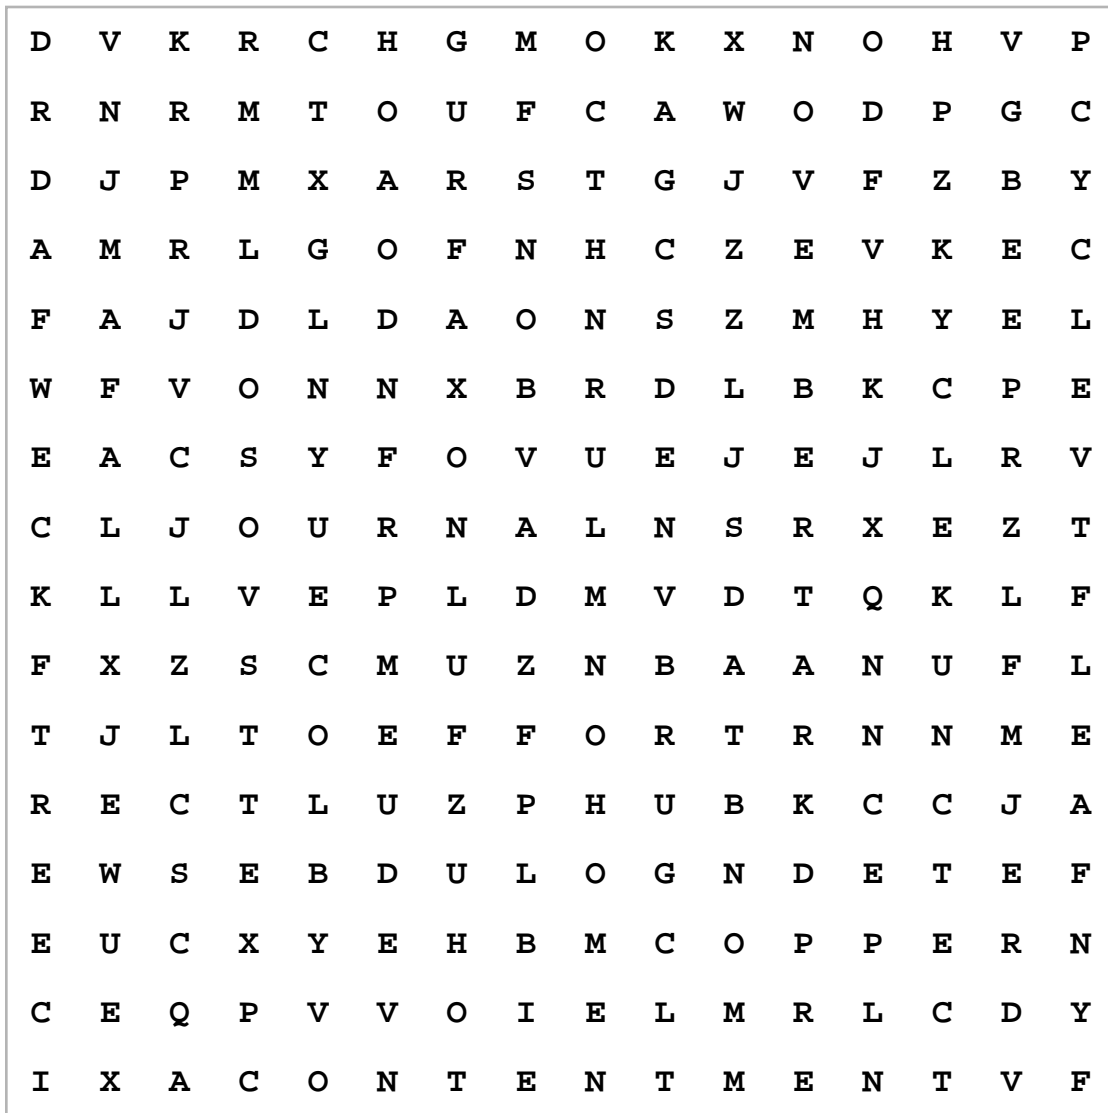 D V K R C H G M O K X N O H V P
R N R M T O U F C A W O D P G C
D J P M X A R S T G J V F Z B Y
A M R L G O F N H C Z E V K E C
F A J D L D A O N S Z M H Y E L
W F V O N N X B R D L B K C P E
E A C S Y F O V U E J E J L R V
C L J O U R N A L N S R X E Z T
K L L V E P L D M V D T Q K L F
F X Z S C M U Z N B A A N U F L
T J L T O E F F O R T R N N M E
R E C T L U Z P H U B K C C J A
E W S E B D U L O G N D E T E F
E U C X Y E H B M C O P P E R N
C E Q P V V O I E L M R L C D Y
I X A C O N T E N T M E N T V F